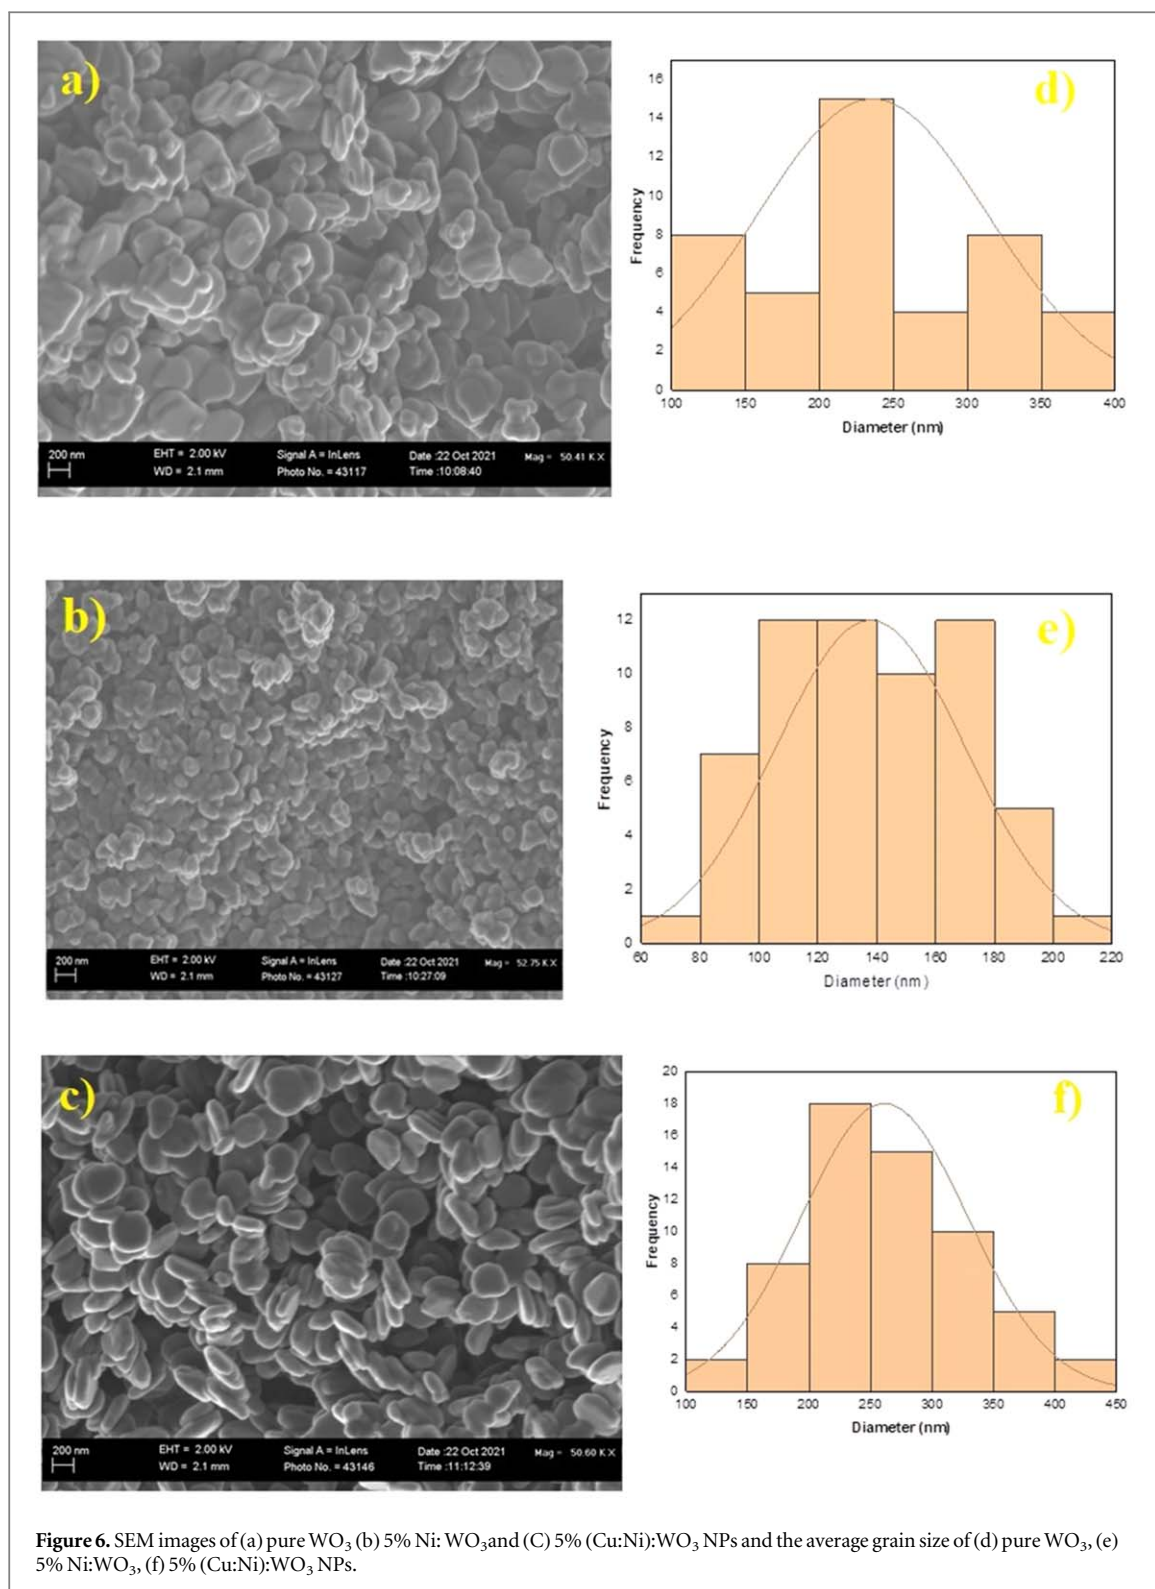 a)
200 nm
EHT = 2.00 kV
Signal A = InLens
Date :22 Oct 2021
Mag = 50.41 K X
WD = 2.1 mm
Photo No. = 43117
Time :10:08:40
d)
16
14
12
10
8
6
4
2
0
Frequency
100 150 200 250 300 350 400
Diameter (nm)
b)
200 nm
EHT = 2.00 kV
Signal A = InLens
Date :22 Oct 2021
Mag = 52.75 K X
WD = 2.1 mm
Photo No. = 43127
Time :10:27:09
e)
12
10
8
6
4
2
0
Frequency
60 80 100 120 140 160 180 200 220
Diameter (nm)
c)
200 nm
EHT = 2.00 kV
Signal A = InLens
Date :22 Oct 2021
Mag = 50.60 K X
WD = 2.1 mm
Photo No. = 43146
Time :11:12:39
f)
20
18
16
14
12
10
8
6
4
2
0
Frequency
100 150 200 250 300 350 400 450
Diameter (nm)
Figure 6. SEM images of (a) pure WO₃ (b) 5% Ni: WO₃and (C) 5% (Cu:Ni):WO₃ NPs and the average grain size of (d) pure WO₃, (e)
5% Ni:WO₃, (f) 5% (Cu:Ni):WO₃ NPs.